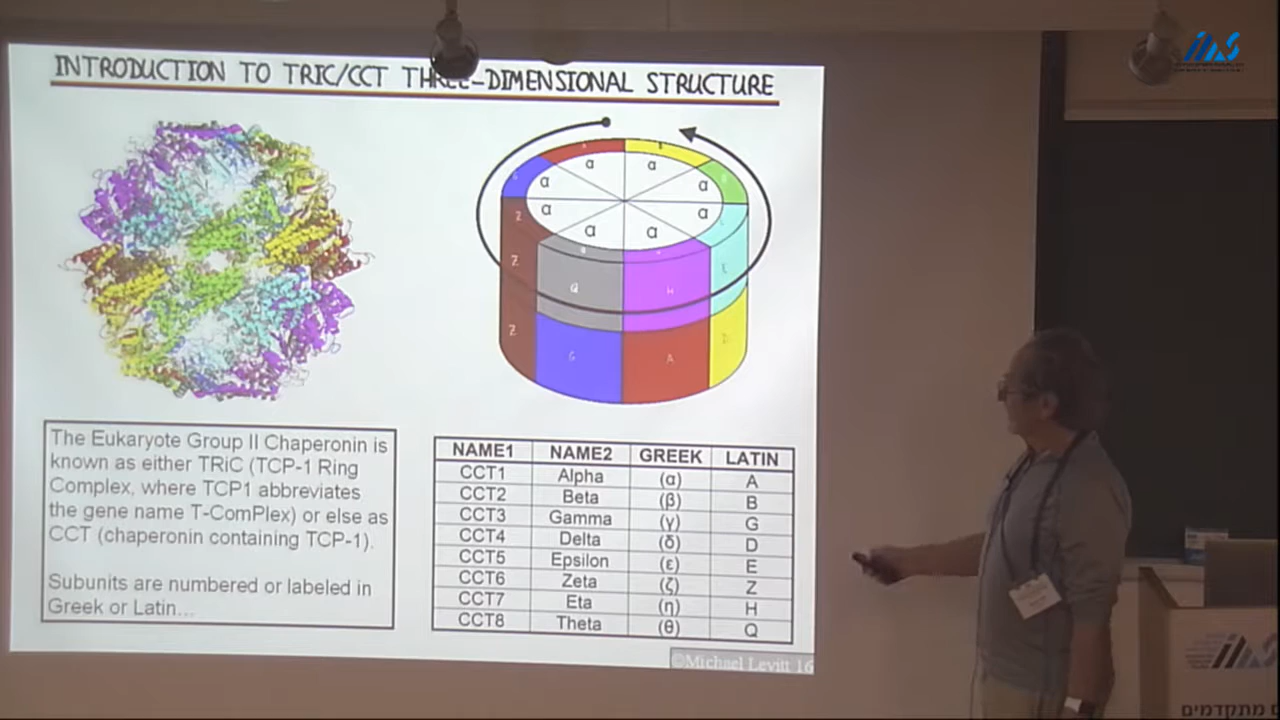 INTRODUCTION TO TRIC/CCT THREE-DIMENSIONAL STRUCTURE
α α
α α
α α
α α
Z
Z Q H E
Z G A D
The Eukaryote Group II Chaperonin is
known as either TRiC (TCP-1 Ring
Complex, where TCP1 abbreviates
the gene name T-ComPlex) or else as
CCT (chaperonin containing TCP-1).
Subunits are numbered or labeled in
Greek or Latin...
NAME1 NAME2 GREEK LATIN
CCT1 Alpha (α) A
CCT2 Beta (β) B
CCT3 Gamma (γ) G
CCT4 Delta (δ) D
CCT5 Epsilon (ε) E
CCT6 Zeta (ζ) Z
CCT7 Eta (η) H
CCT8 Theta (θ) Q
©Michael Levitt 16
מתקדמים